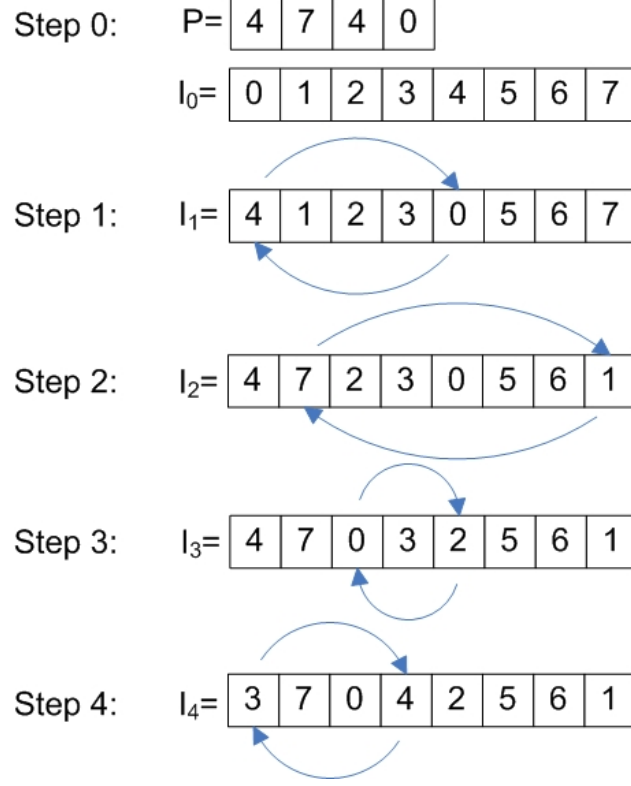 Step 0: P= 4 7 4 0
I₀= 0 1 2 3 4 5 6 7
Step 1: I₁= 4 1 2 3 0 5 6 7
Step 2: I₂= 4 7 2 3 0 5 6 1
Step 3: I₃= 4 7 0 3 2 5 6 1
Step 4: I₄= 3 7 0 4 2 5 6 1